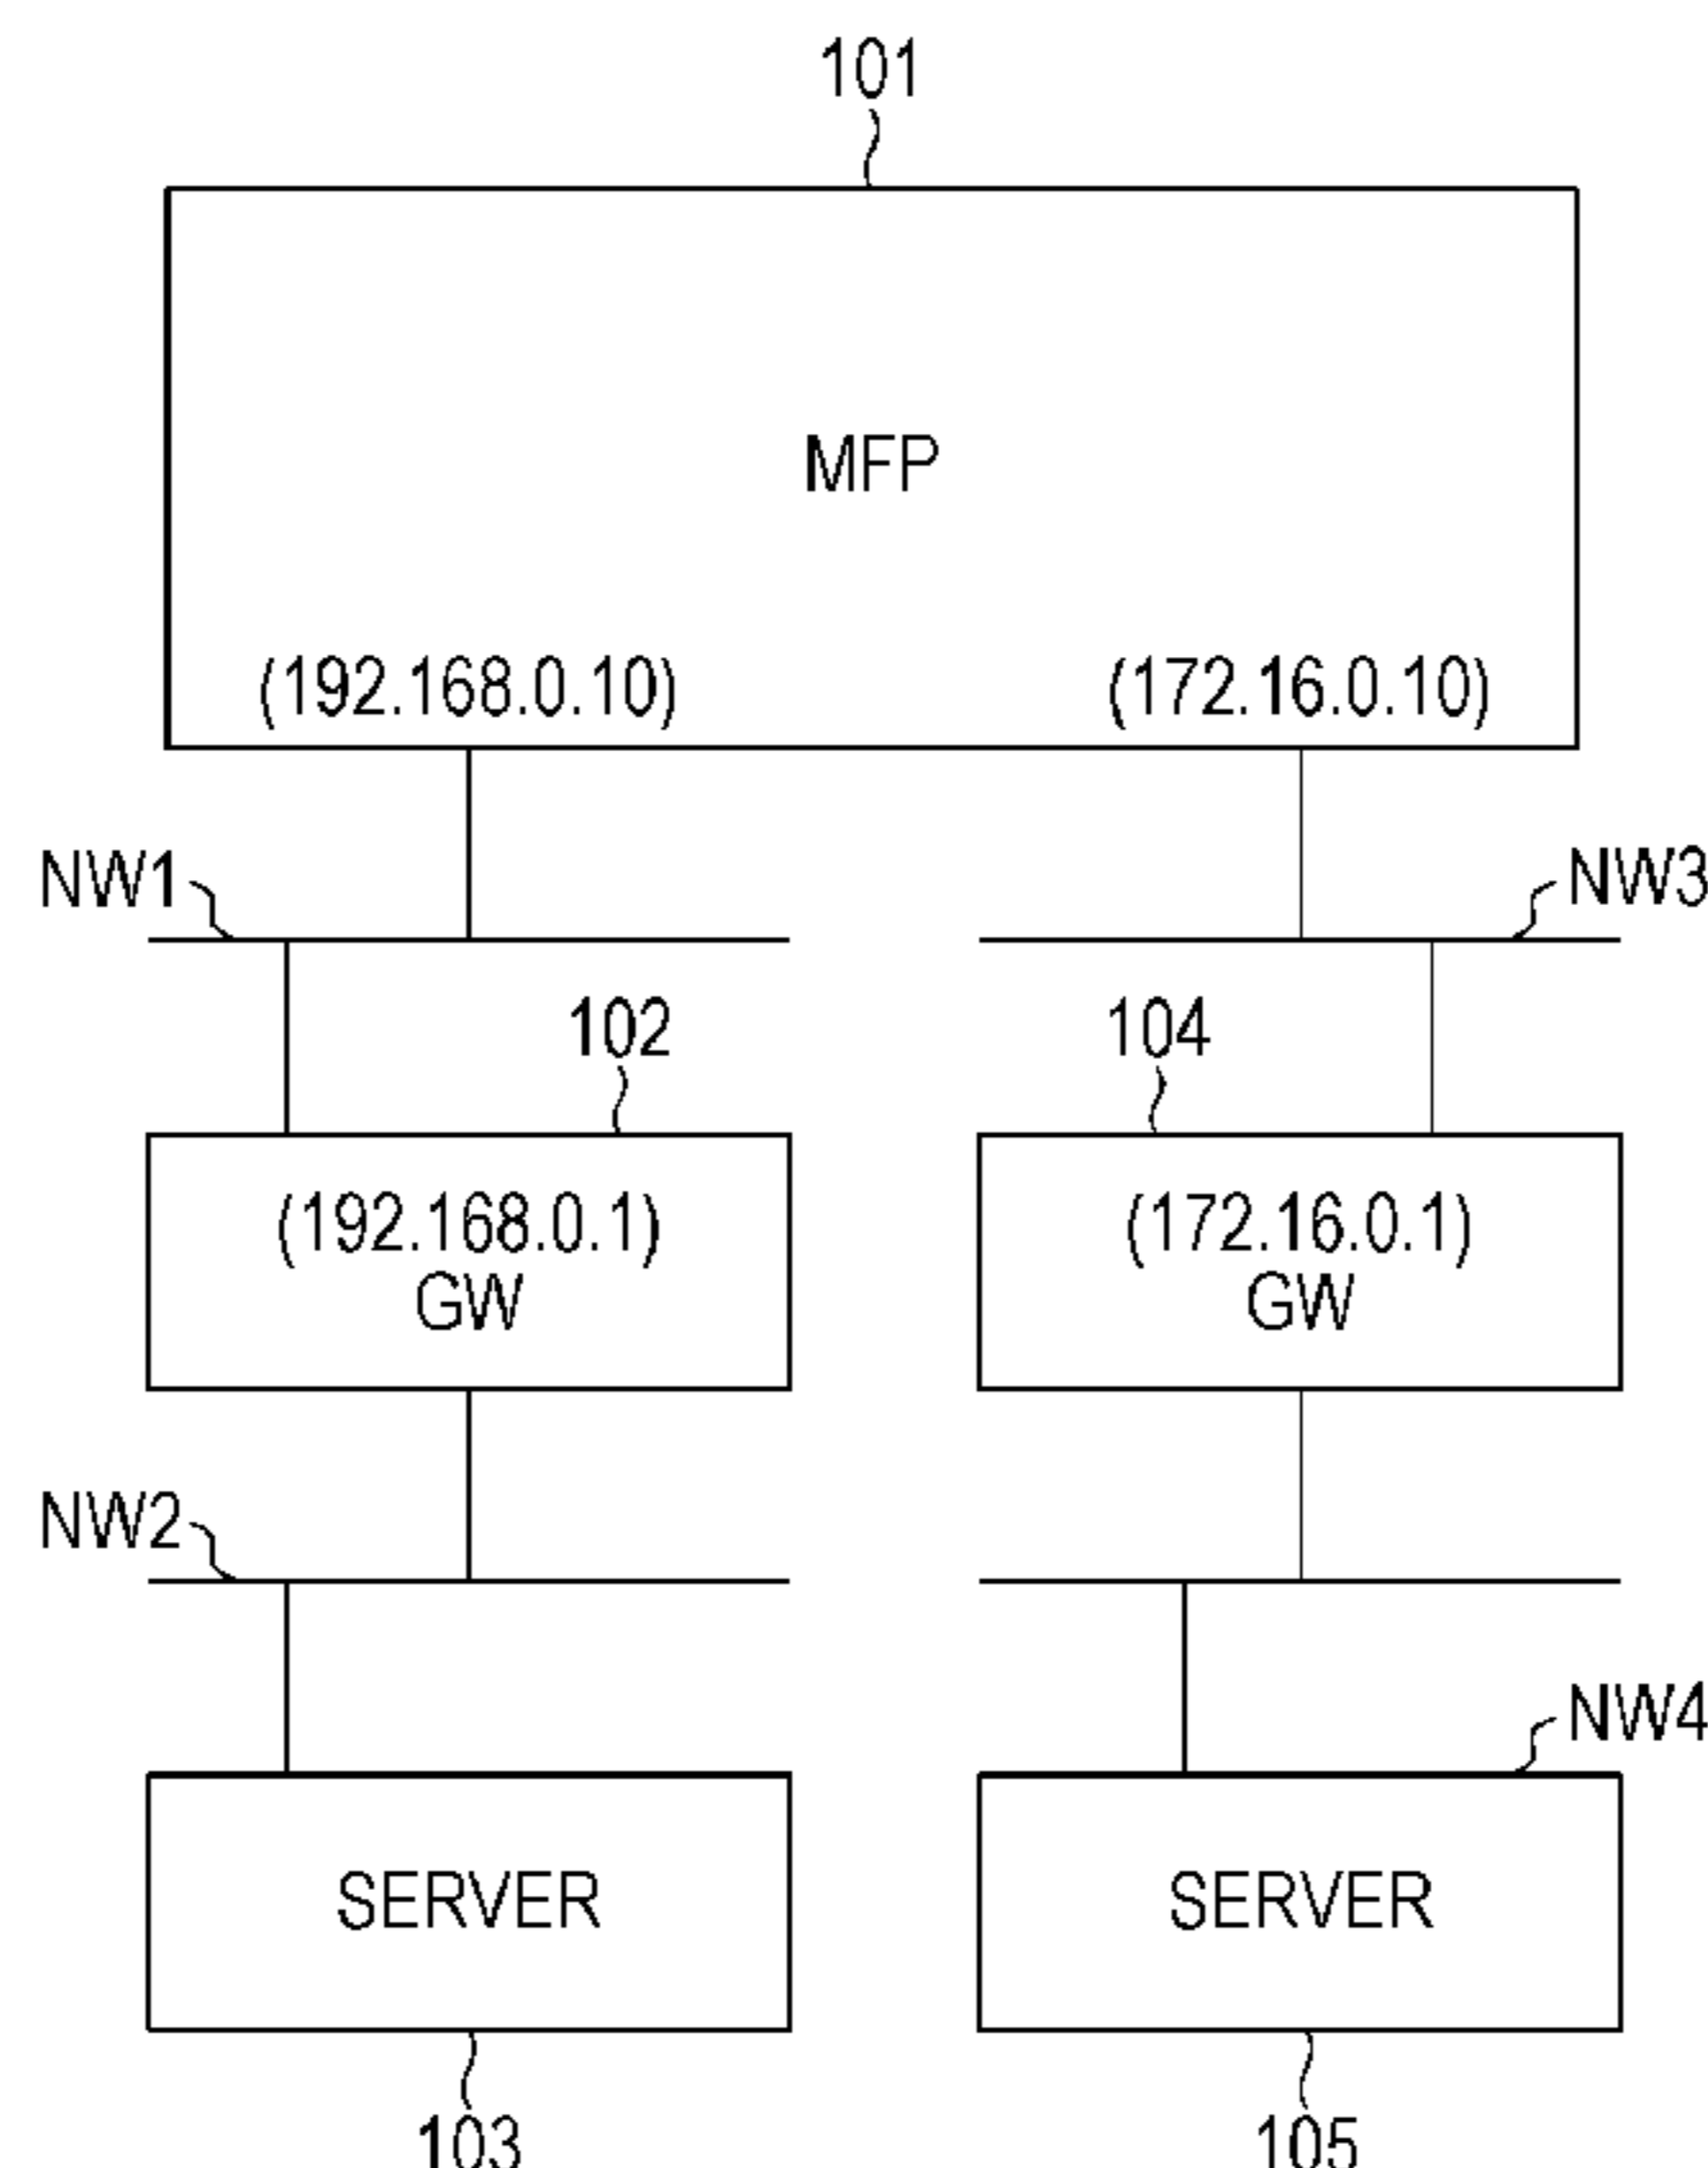 101
MFP
(192.168.0.10)
(172.16.0.10)
NW1
NW3
102
104
(192.168.0.1)
GW
(172.16.0.1)
GW
NW2
NW4
SERVER
SERVER
103
105